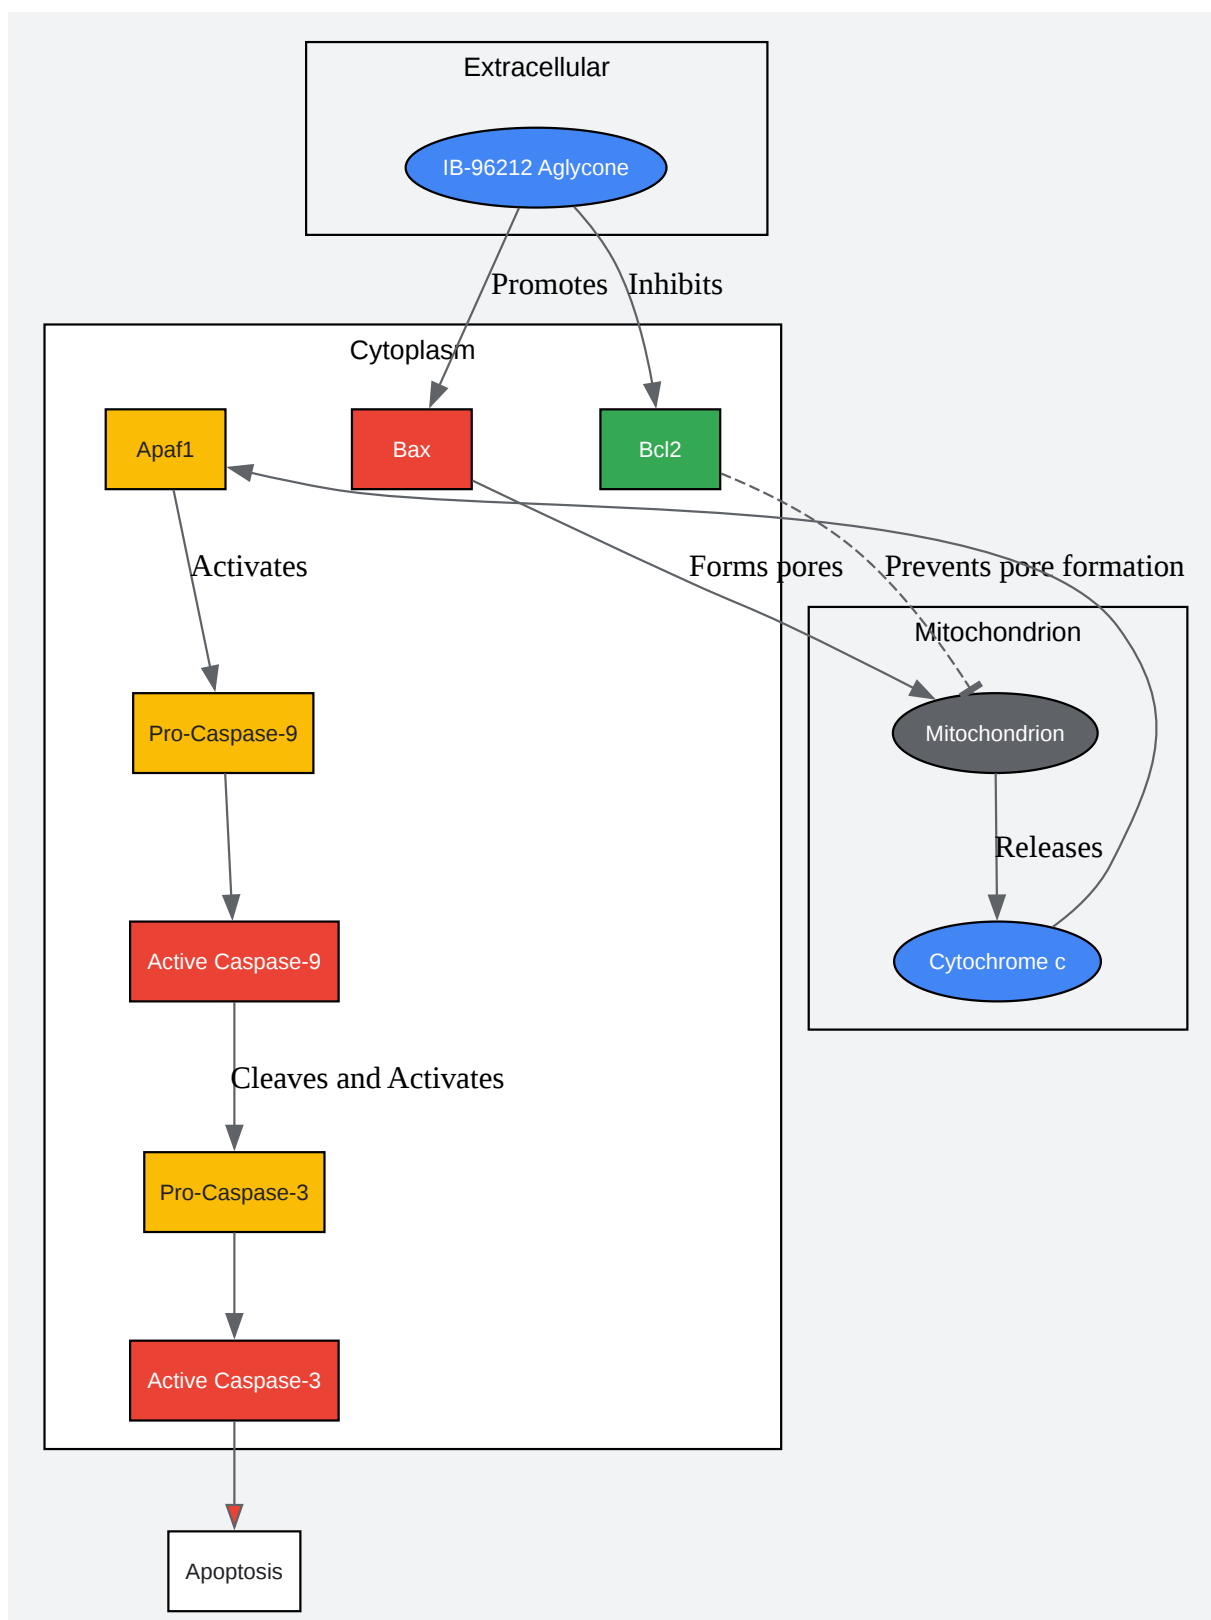 Extracellular
IB-96212 Aglycone
Promotes
Inhibits
Cytoplasm
Apaf1
Bax
Bcl2
Activates
Forms pores
Prevents pore formation
Mitochondrion
Pro-Caspase-9
Mitochondrion
Releases
Active Caspase-9
Cytochrome c
Cleaves and Activates
Pro-Caspase-3
Active Caspase-3
Apoptosis